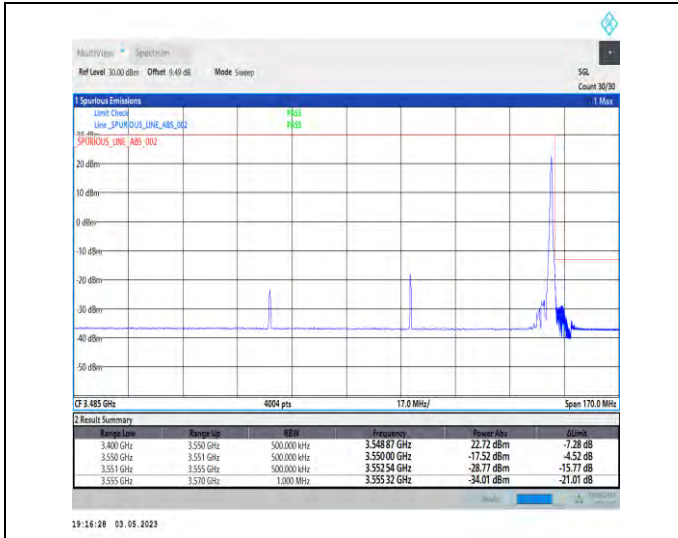 MultiView Spectrum
Ref Level 30.00 dBm Offset 9.49 dB Mode Sweep SGL
Count 30/30
1 Spurious Emissions 1 Max
Limit Check PASS
Line _SPURIOUS_LINE_ABS_002 PASS
_SPURIOUS_LINE_ABS_002
20 dBm
10 dBm
0 dBm
-10 dBm
-20 dBm
-30 dBm
-40 dBm
-50 dBm
CF 3.485 GHz 4004 pts 17.0 MHz/ Span 170.0 MHz
2 Result Summary
Range Low Range Up RBW Frequency Power Abs ΔLimit
3.400 GHz 3.550 GHz 500.000 kHz 3.548 87 GHz 22.72 dBm -7.28 dB
3.550 GHz 3.551 GHz 500.000 kHz 3.550 00 GHz -17.52 dBm -4.52 dB
3.551 GHz 3.555 GHz 500.000 kHz 3.552 54 GHz -28.77 dBm -15.77 dB
3.555 GHz 3.570 GHz 1.000 MHz 3.555 32 GHz -34.01 dBm -21.01 dB
19:16:28 03.05.2023